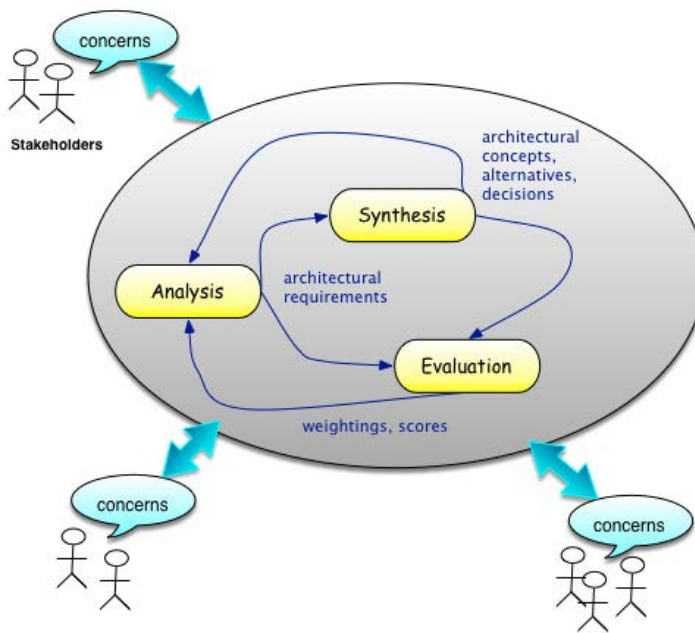 concerns
Stakeholders
architectural
concepts,
alternatives,
decisions
Synthesis
Analysis
architectural
requirements
Evaluation
weightings, scores
concerns
concerns